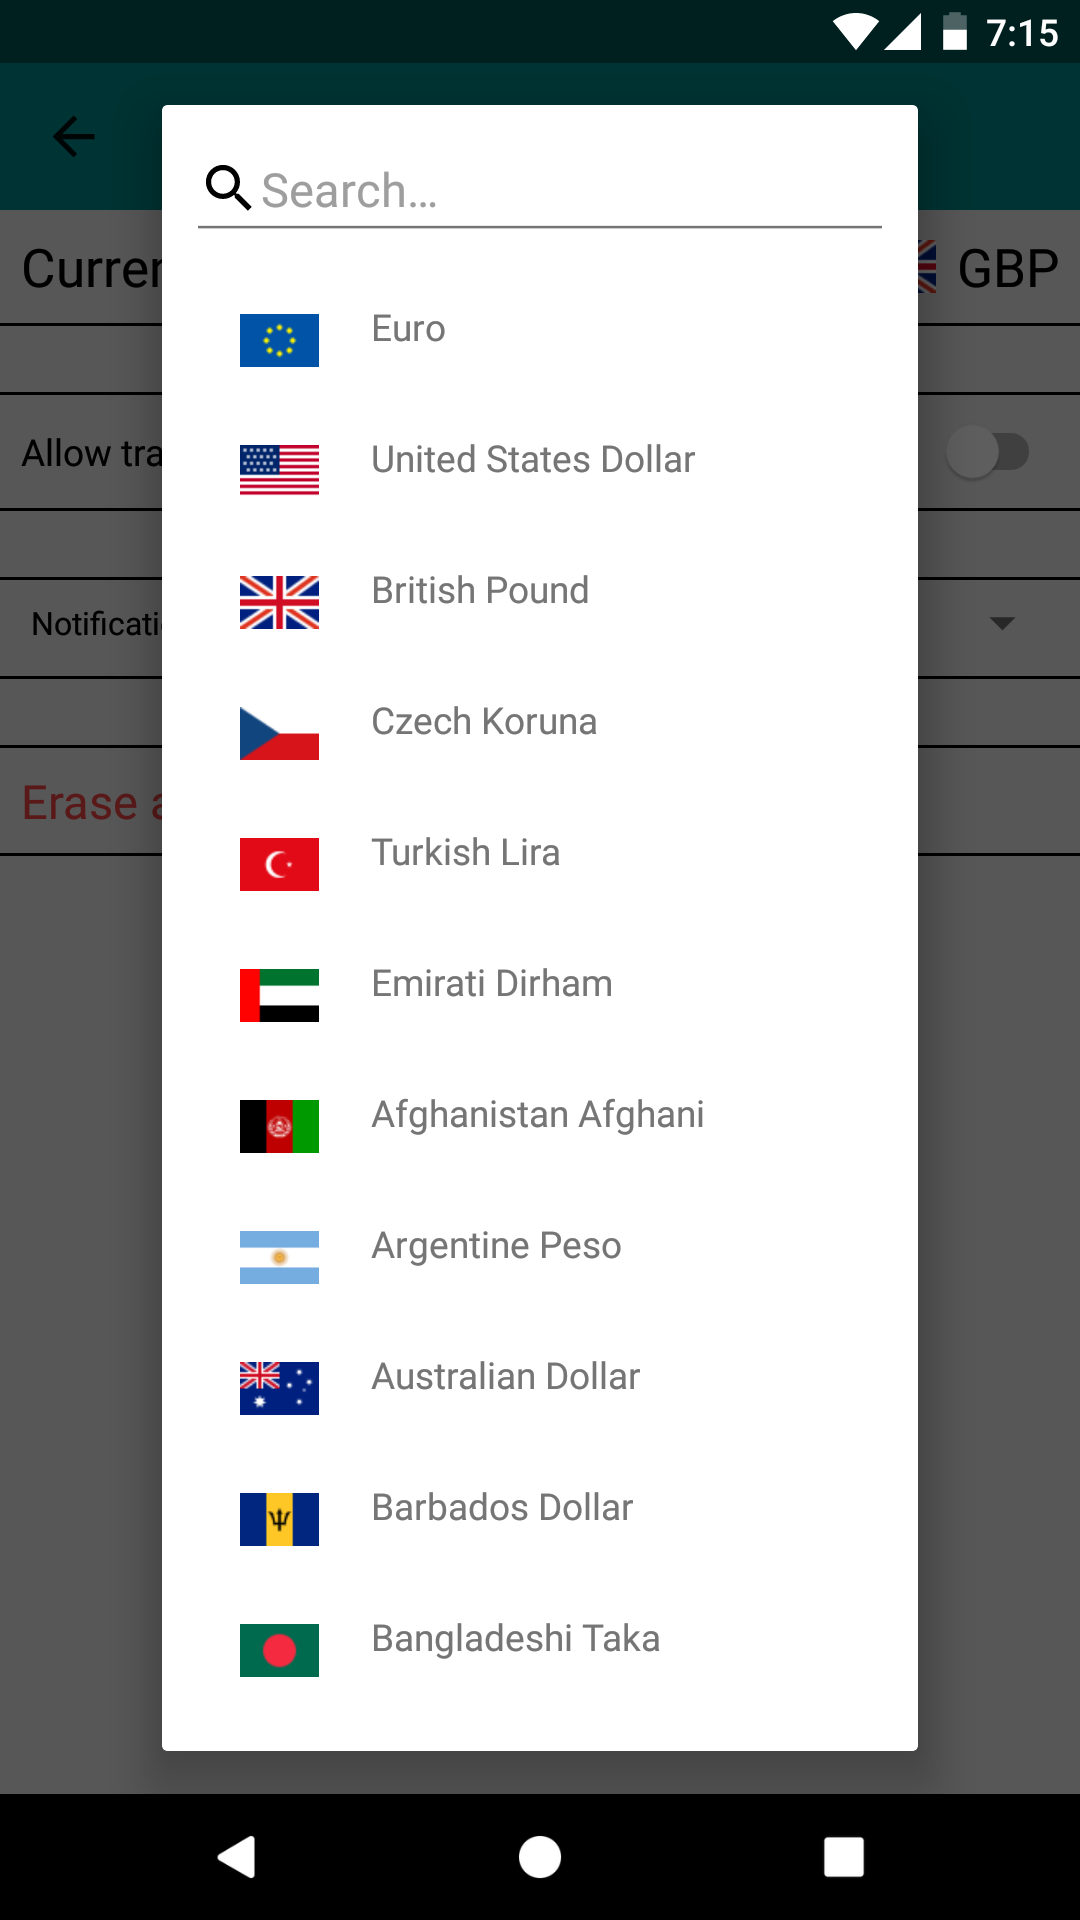 7:15
Search...
Curren
GBP
Euro
United States Dollar
Allow tra
British Pound
Notificati
Czech Koruna
Erase a
Turkish Lira
Emirati Dirham
Afghanistan Afghani
Argentine Peso
Australian Dollar
Barbados Dollar
Bangladeshi Taka